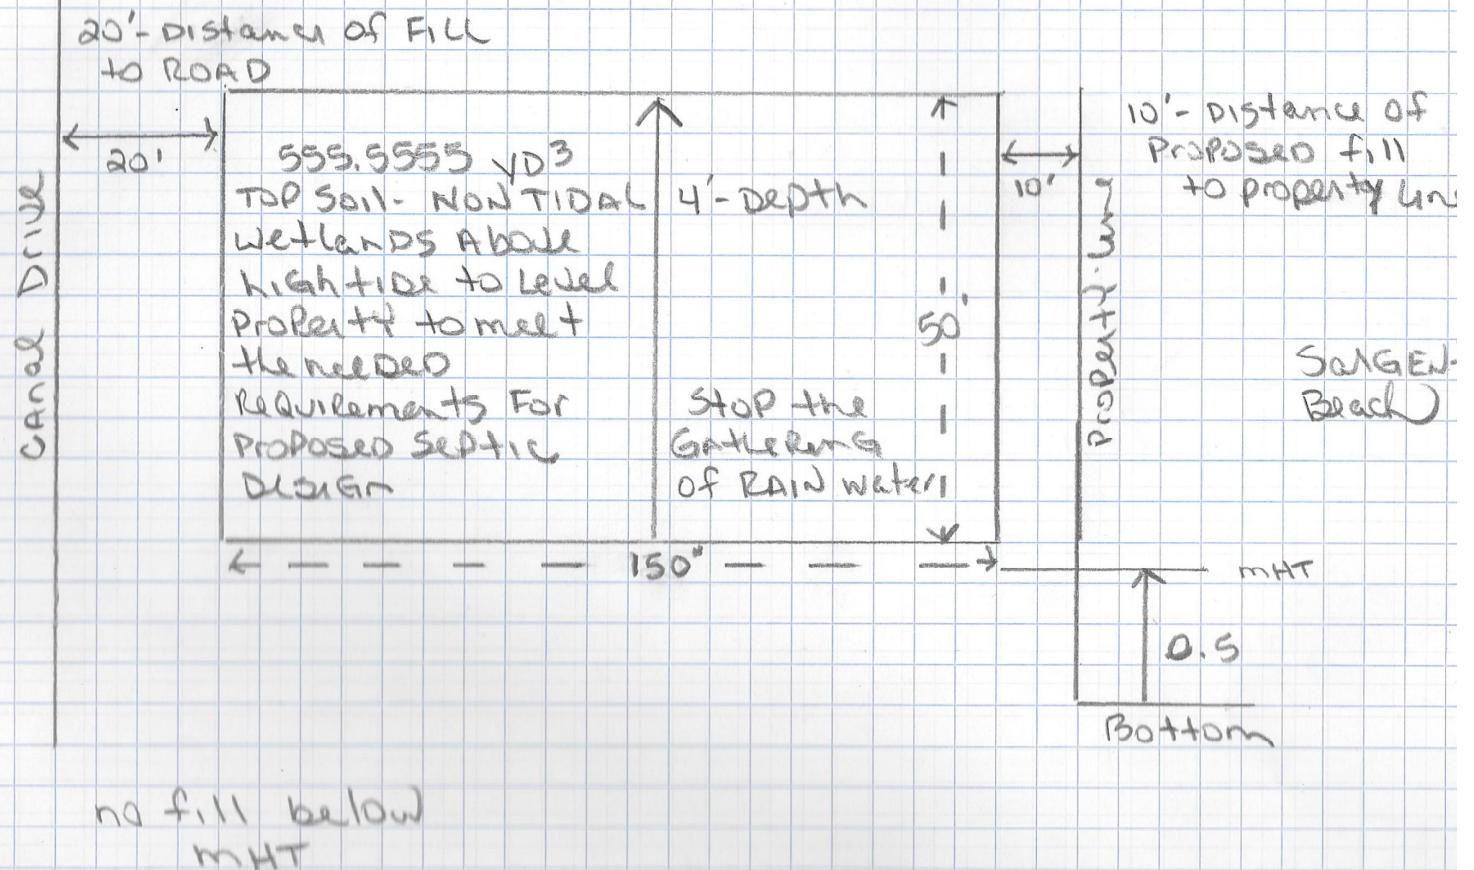 20'- Distance of Fill
to ROAD
20'
Canal Drive
555.5555 YD3
TOP Soil- NON TIDAL
Wetlands Above
high tide to Level
Property to meet
the needed
Requirements For
Proposed Septic
Design
4'- Depth
Stop the
Gathering
of RAIN water
50'
150"
10'
10'- Distance of
Proposed fill
to property Line
Property
MHT
0.5
Bottom
Beach
no fill below
MHT